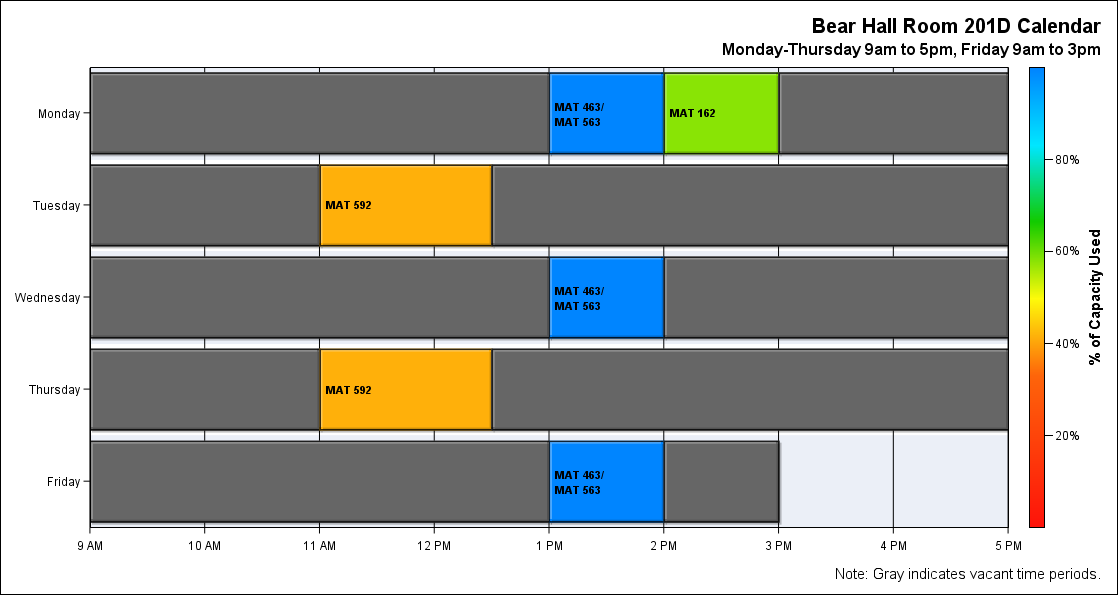 Bear Hall Room 201D Calendar
Monday-Thursday 9am to 5pm, Friday 9am to 3pm
Monday
MAT 463/
MAT 563
MAT 162
Tuesday
MAT 592
Wednesday
MAT 463/
MAT 563
Thursday
MAT 592
Friday
MAT 463/
MAT 563
9 AM
10 AM
11 AM
12 PM
1 PM
2 PM
3 PM
4 PM
5 PM
80%
60%
40%
20%
% of Capacity Used
Note: Gray indicates vacant time periods.